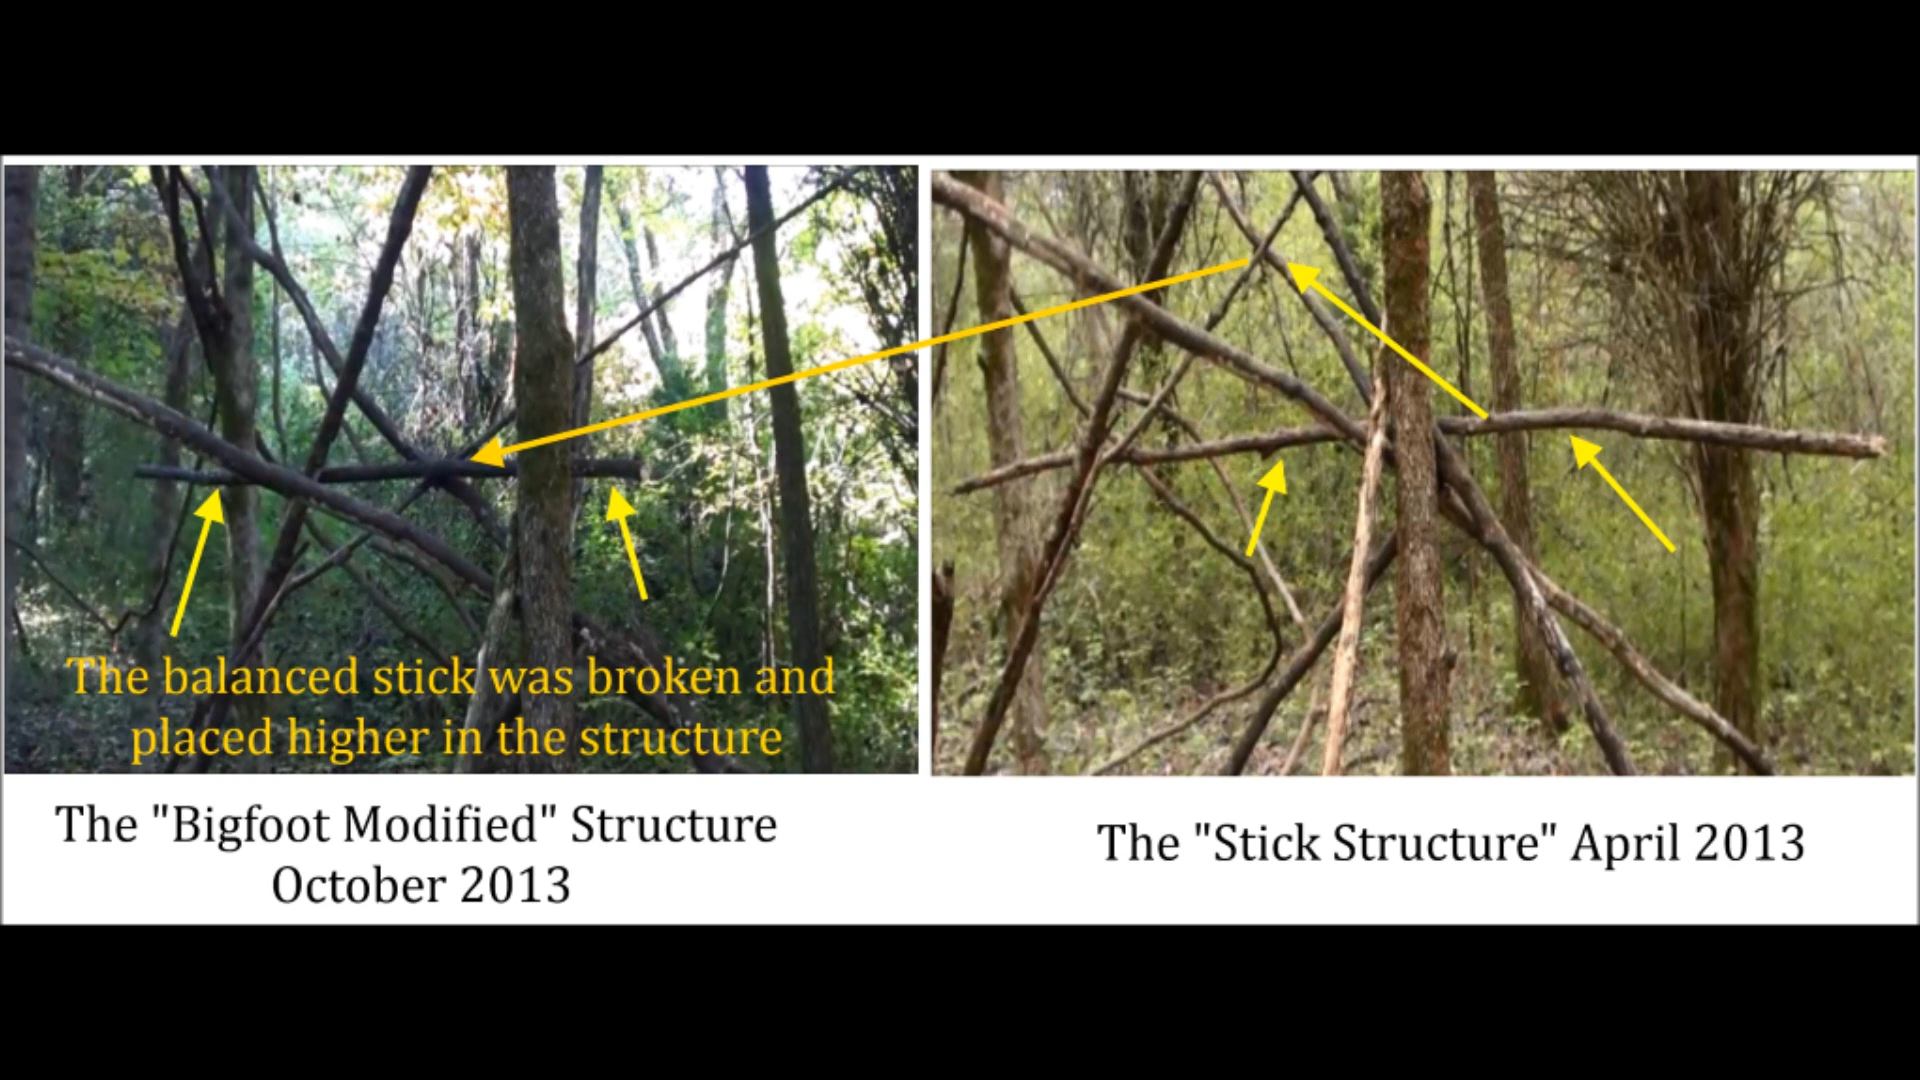 The balanced stick was broken and
placed higher in the structure
The "Bigfoot Modified" Structure
October 2013
The "Stick Structure" April 2013